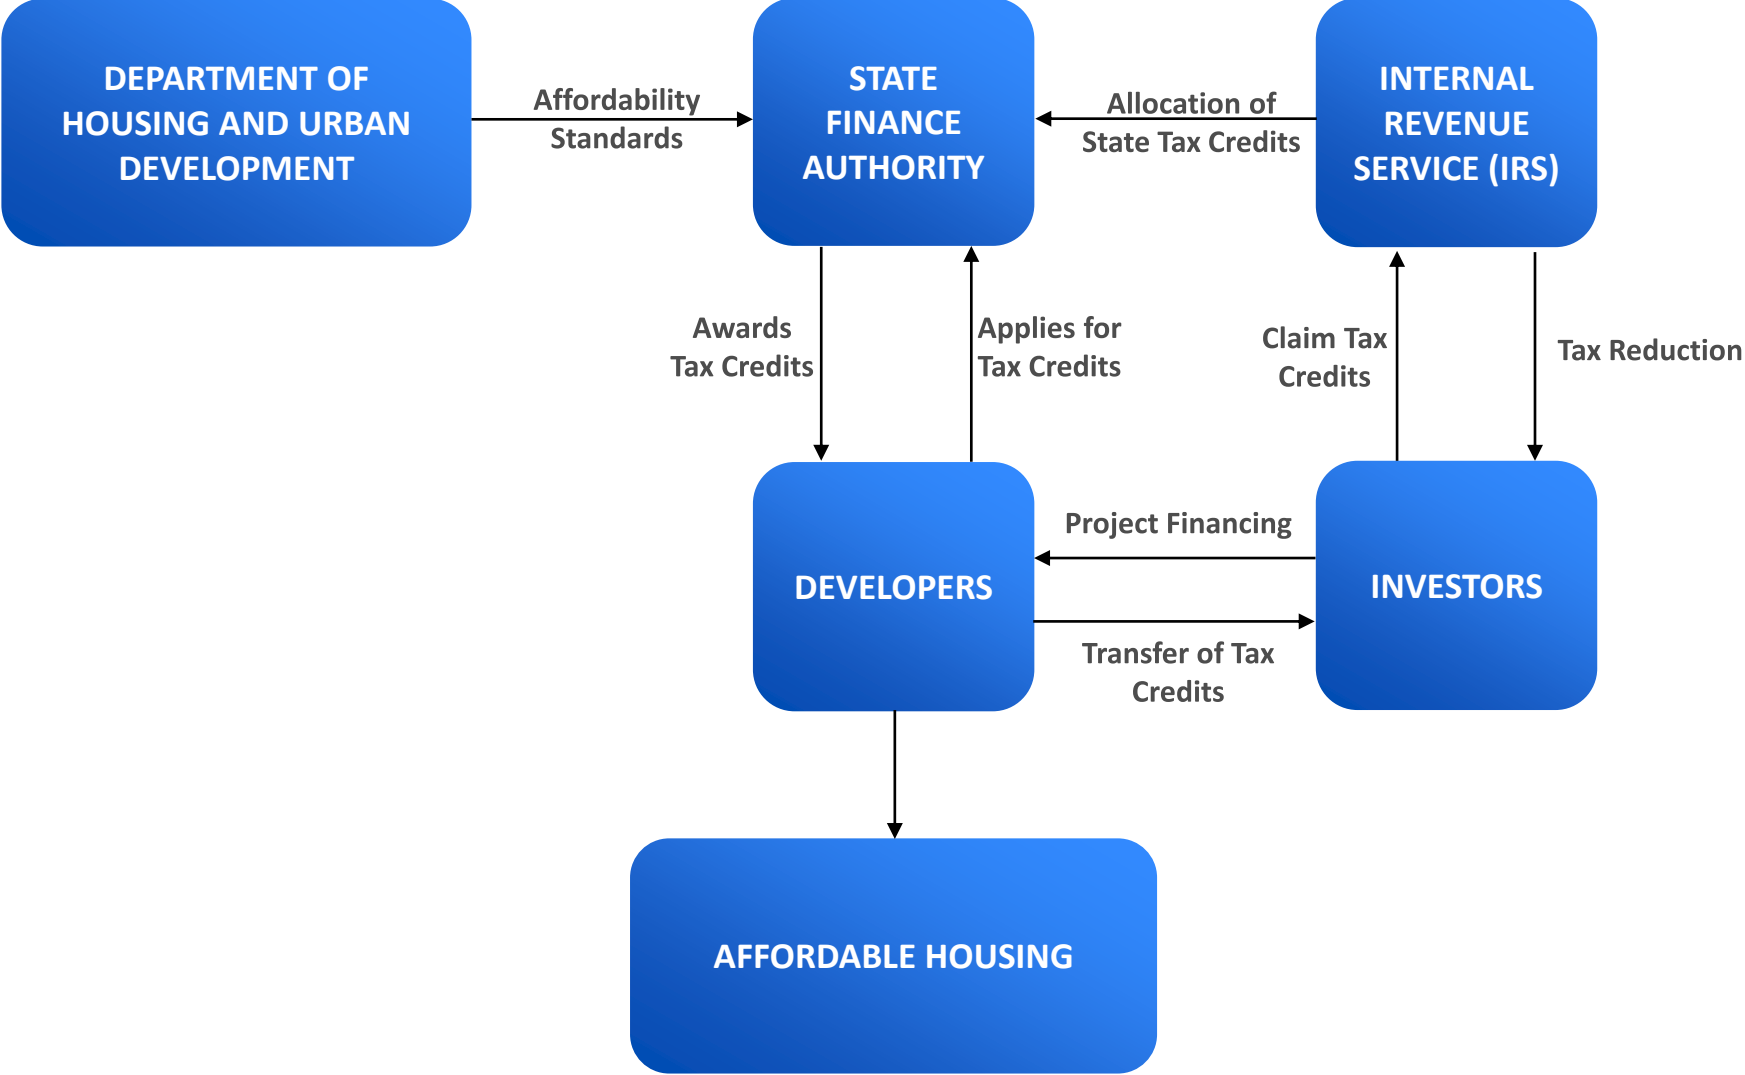 DEPARTMENT OF
HOUSING AND URBAN
DEVELOPMENT
Affordability
Standards
STATE
FINANCE
AUTHORITY
Allocation of
State Tax Credits
INTERNAL
REVENUE
SERVICE (IRS)
Awards
Tax Credits
Applies for
Tax Credits
Claim Tax
Credits
Tax Reduction
DEVELOPERS
Project Financing
Transfer of Tax
Credits
INVESTORS
AFFORDABLE HOUSING